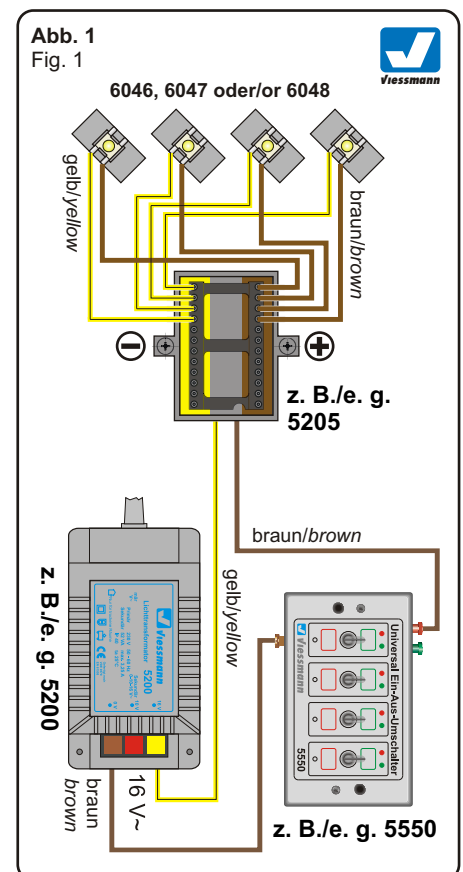 Abb. 1
Fig. 1
Viessmann
6046, 6047 oder/or 6048
gelb/yellow
braun/brown
z. B./e. g.
5205
braun/brown
gelb/yellow
z. B./e. g. 5200
Viessmann
Lichttransformator 5200
16 V~
braun
brown
Universal Ein-Aus-Umschalter
Viessmann
5550
z. B./e. g. 5550